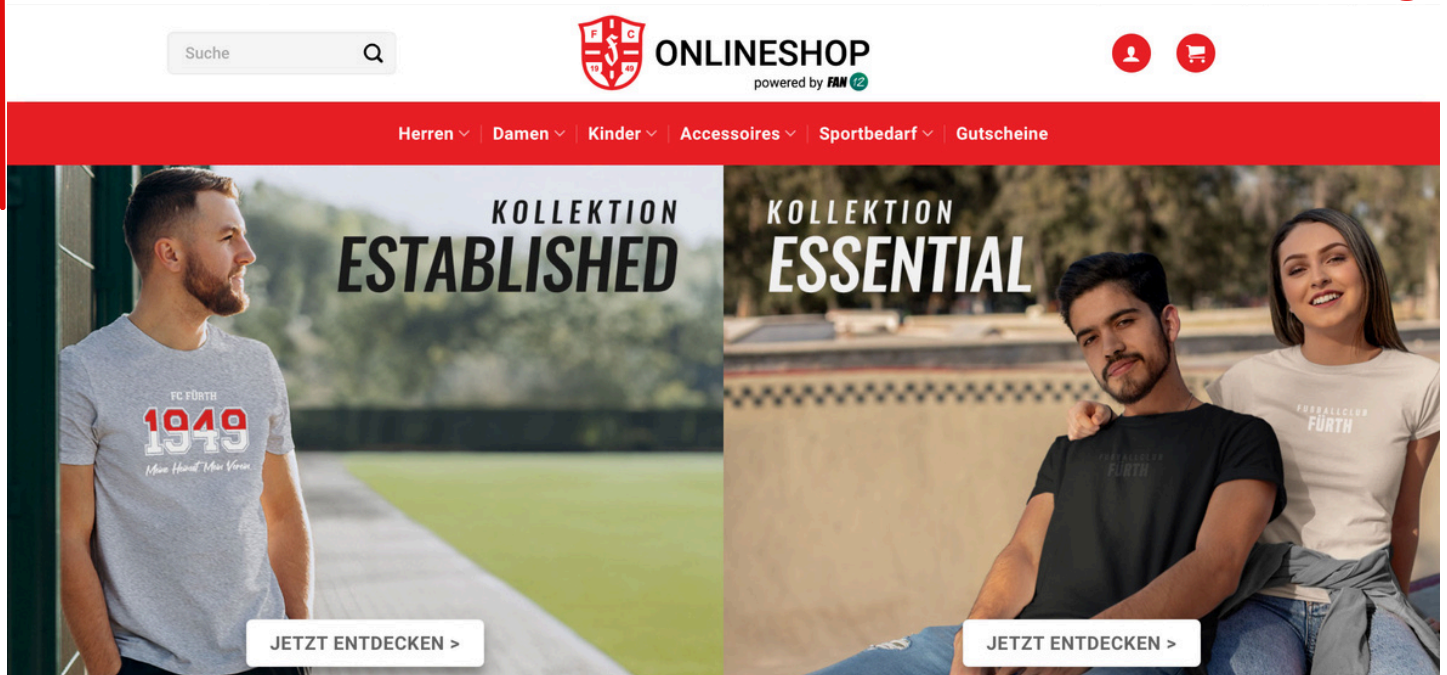 Suche
F C
19 49
ONLINESHOP
powered by FAN 12
Herren
Damen
Kinder
Accessoires
Sportbedarf
Gutscheine
KOLLEKTION
ESTABLISHED
FC FÜRTH
1949
Meine Heimat Mein Verein
JETZT ENTDECKEN >
KOLLEKTION
ESSENTIAL
FUßBALLCLUB
FÜRTH
FUßBALLCLUB
FÜRTH
JETZT ENTDECKEN >